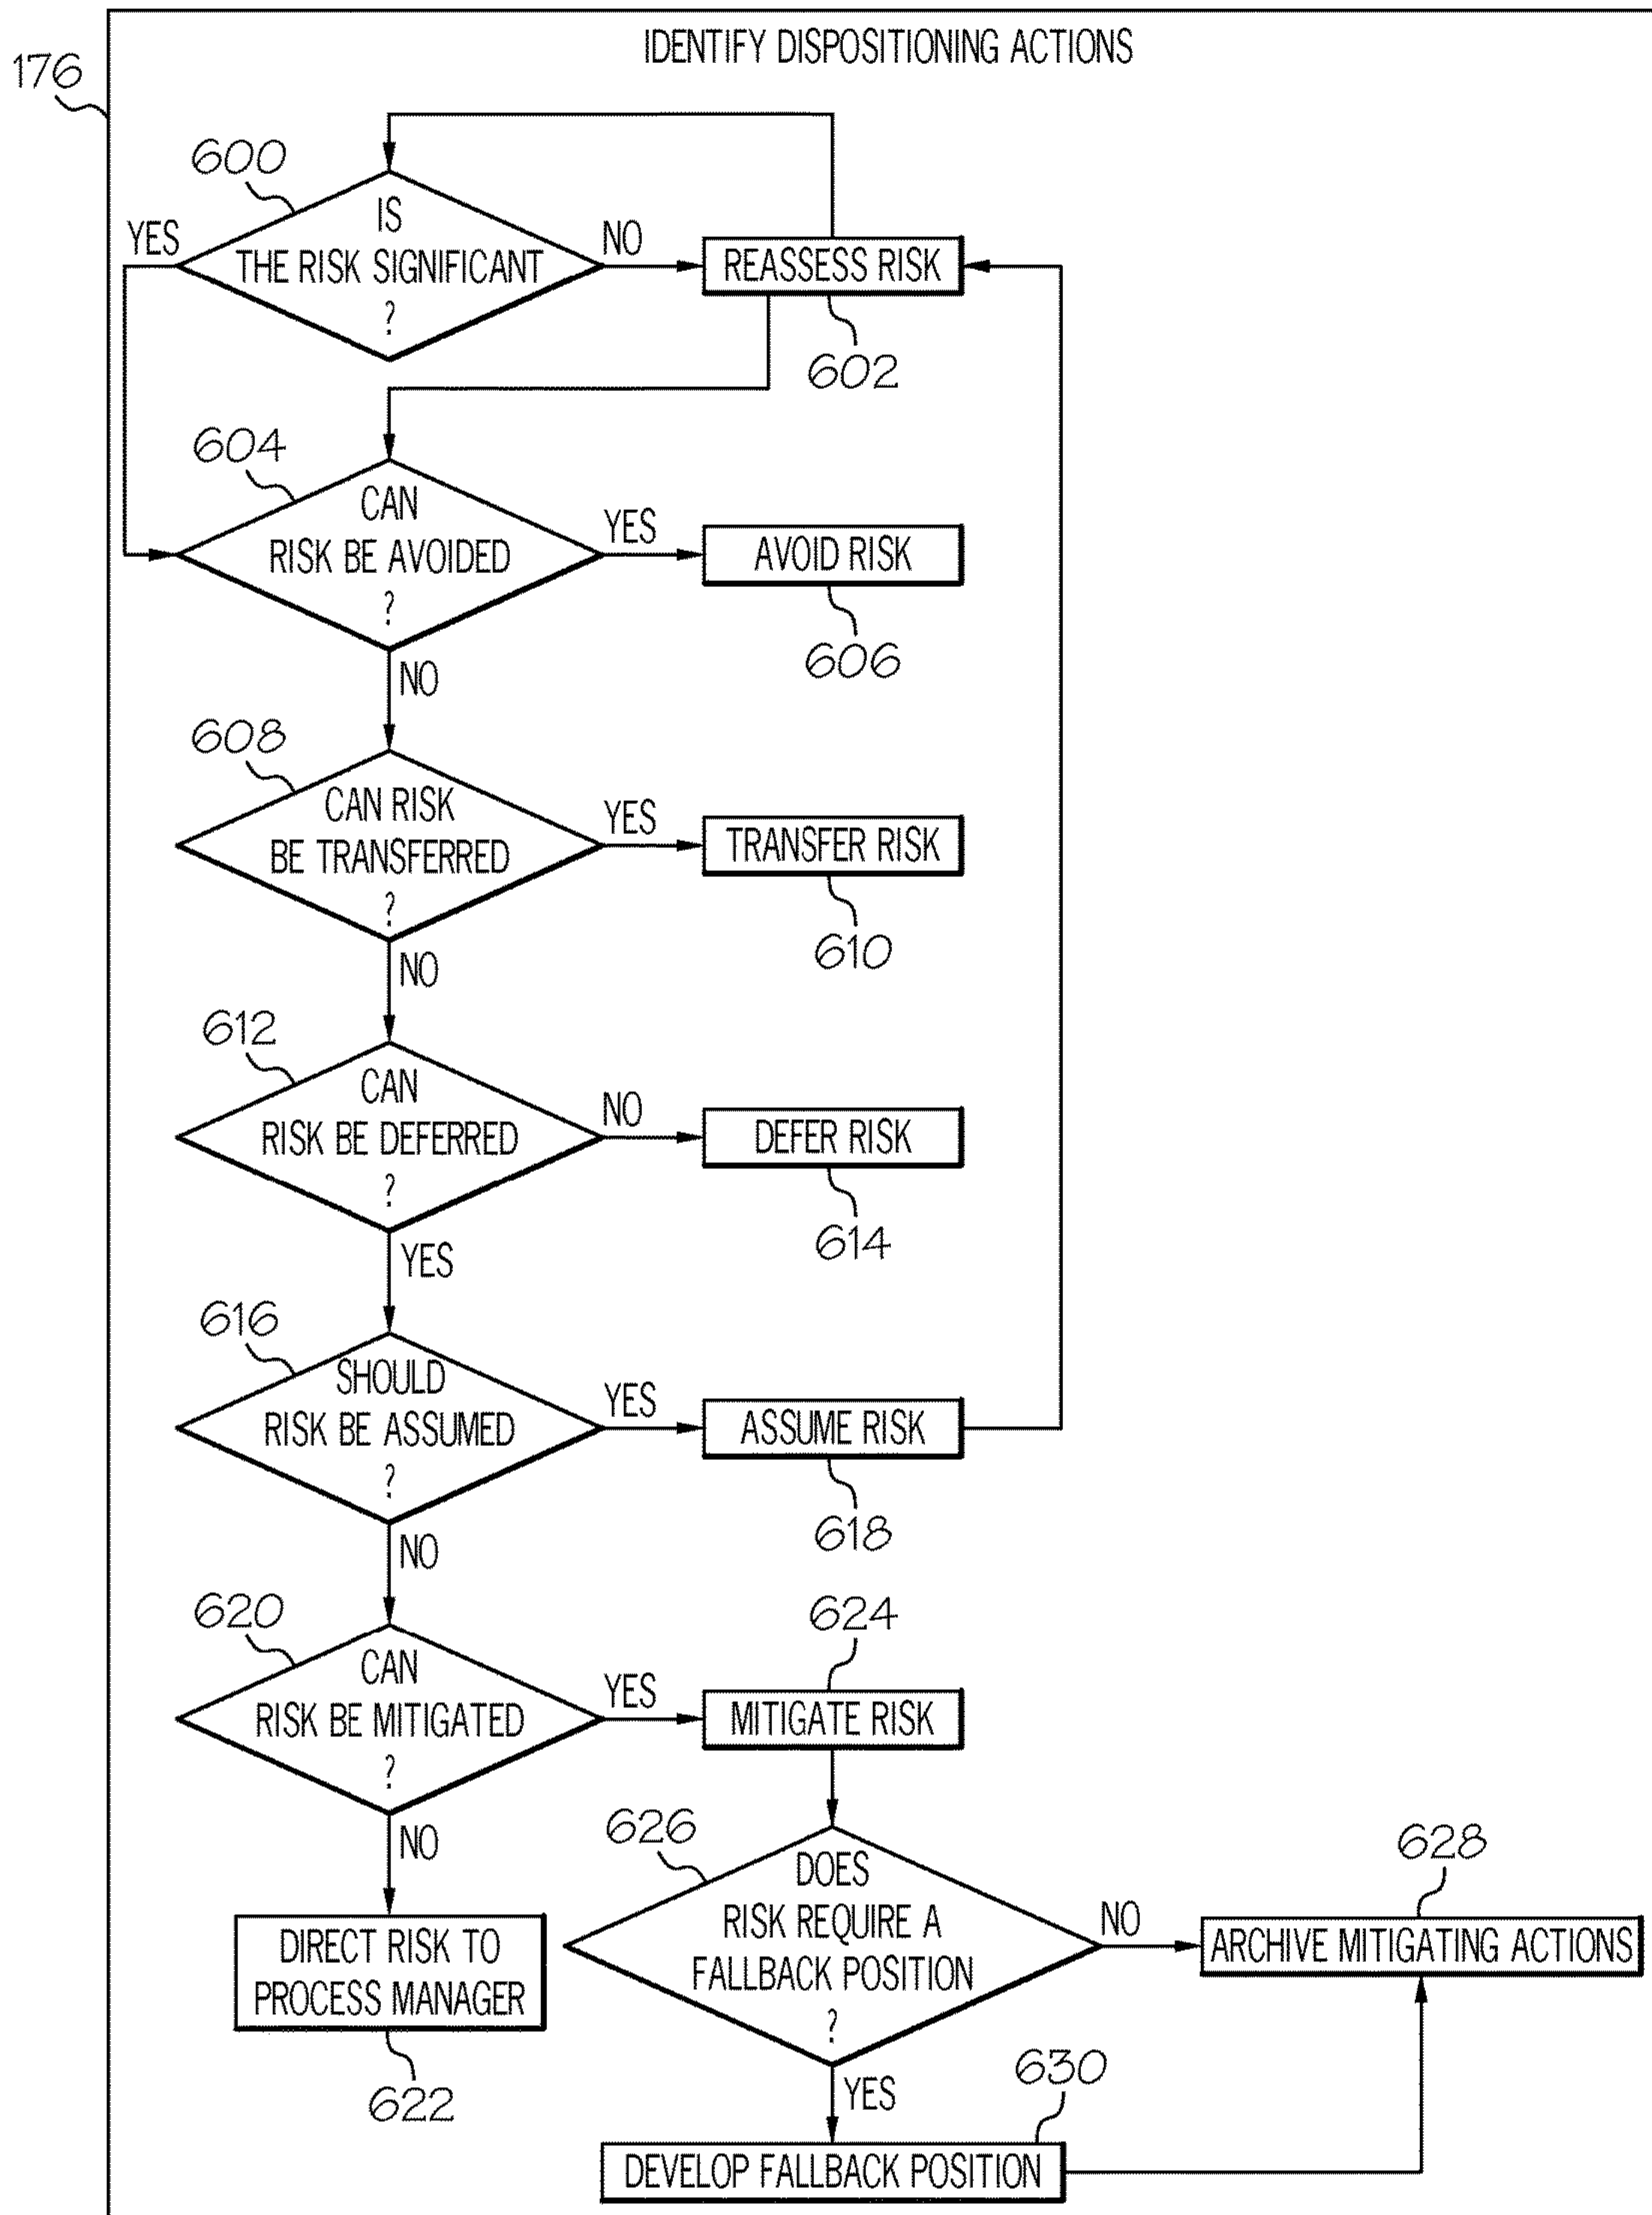 IDENTIFY DISPOSITIONING ACTIONS
176
600
IS
THE RISK SIGNIFICANT
?
YES
NO
REASSESS RISK
602
604
CAN
RISK BE AVOIDED
?
YES
AVOID RISK
606
NO
608
CAN RISK
BE TRANSFERRED
?
YES
TRANSFER RISK
610
NO
612
CAN
RISK BE DEFERRED
?
NO
DEFER RISK
614
YES
616
SHOULD
RISK BE ASSUMED
?
YES
ASSUME RISK
618
NO
620
CAN
RISK BE MITIGATED
?
YES
624
MITIGATE RISK
NO
DIRECT RISK TO
PROCESS MANAGER
622
626
DOES
RISK REQUIRE A
FALLBACK POSITION
?
NO
628
ARCHIVE MITIGATING ACTIONS
YES
630
DEVELOP FALLBACK POSITION